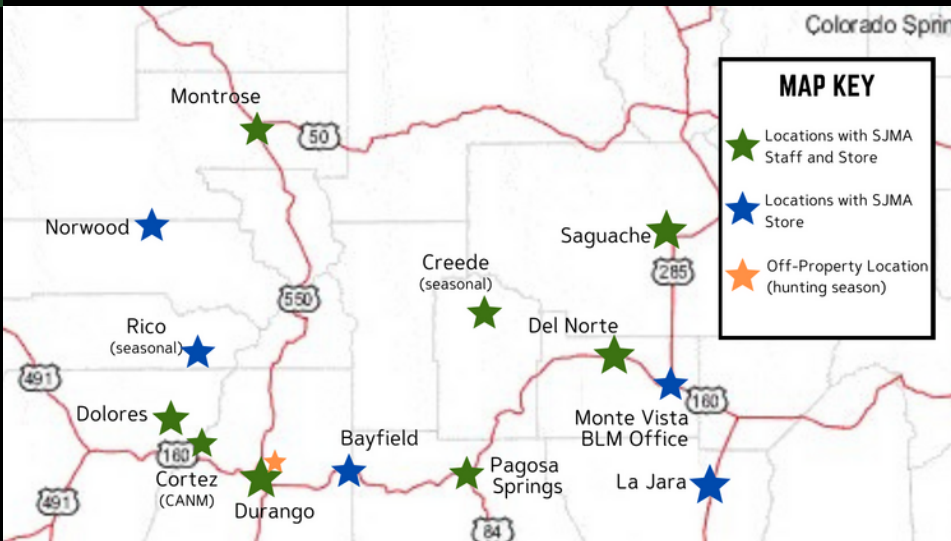 Colorado Sprin
MAP KEY
Locations with SJMA
Staff and Store
Locations with SJMA
Store
Off-Property Location
(hunting season)
Montrose
50
Norwood
Saguache
285
Creede
(seasonal)
550
Rico
(seasonal)
Del Norte
491
160
Monte Vista
BLM Office
Dolores
160
Cortez
(CANM)
Bayfield
Pagosa
Springs
La Jara
491
Durango
84